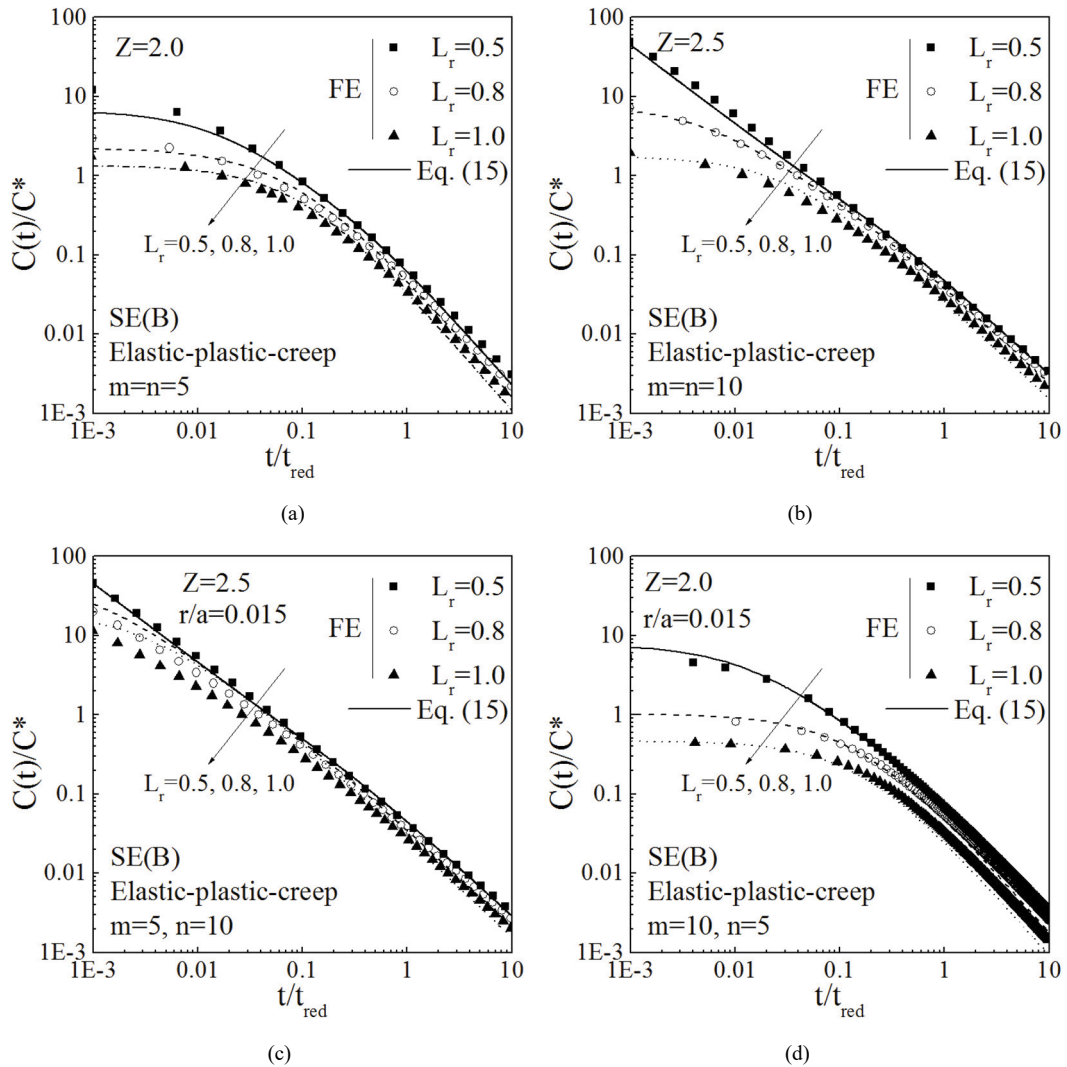 100
10
1
0.1
0.01
1E-3
C(t)/C*
Z=2.0
FE
L_r=0.5
L_r=0.8
L_r=1.0
Eq. (15)
L_r=0.5, 0.8, 1.0
SE(B)
Elastic-plastic-creep
m=n=5
1E-3 0.01 0.1 1 10
t/t_red
(a)
100
10
1
0.1
0.01
1E-3
C(t)/C*
Z=2.5
FE
L_r=0.5
L_r=0.8
L_r=1.0
Eq. (15)
L_r=0.5, 0.8, 1.0
SE(B)
Elastic-plastic-creep
m=n=10
1E-3 0.01 0.1 1 10
t/t_red
(b)
100
10
1
0.1
0.01
1E-3
C(t)/C*
Z=2.5
r/a=0.015
FE
L_r=0.5
L_r=0.8
L_r=1.0
Eq. (15)
L_r=0.5, 0.8, 1.0
SE(B)
Elastic-plastic-creep
m=5, n=10
1E-3 0.01 0.1 1 10
t/t_red
(c)
100
10
1
0.1
0.01
1E-3
C(t)/C*
Z=2.0
r/a=0.015
FE
L_r=0.5
L_r=0.8
L_r=1.0
Eq. (15)
L_r=0.5, 0.8, 1.0
SE(B)
Elastic-plastic-creep
m=10, n=5
1E-3 0.01 0.1 1 10
t/t_red
(d)